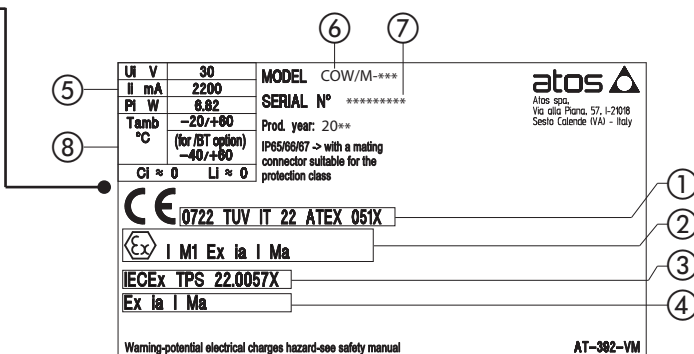 ⑥ ⑦
⑤
⑧
Ui V 30
Ii mA 2200
Pi W 6.62
Tamb °C -20/+60
(for /BT option)
-40/+60
Ci ≈ 0 Li ≈ 0
MODEL COW/M-***
SERIAL N° *********
Prod. year: 20**
IP65/66/67 -> with a mating
connector suitable for the
protection class
atos
Atos spa,
Via alla Piana, 57, I-21018
Sesto Calende (VA) - Italy
CE 0722 TUV IT 22 ATEX 051X ①
Ex I M1 Ex ia I Ma ②
IECEx TPS 22.0057X ③
Ex ia I Ma ④
Warning-potential electrical charges hazard-see safety manual AT-392-VM